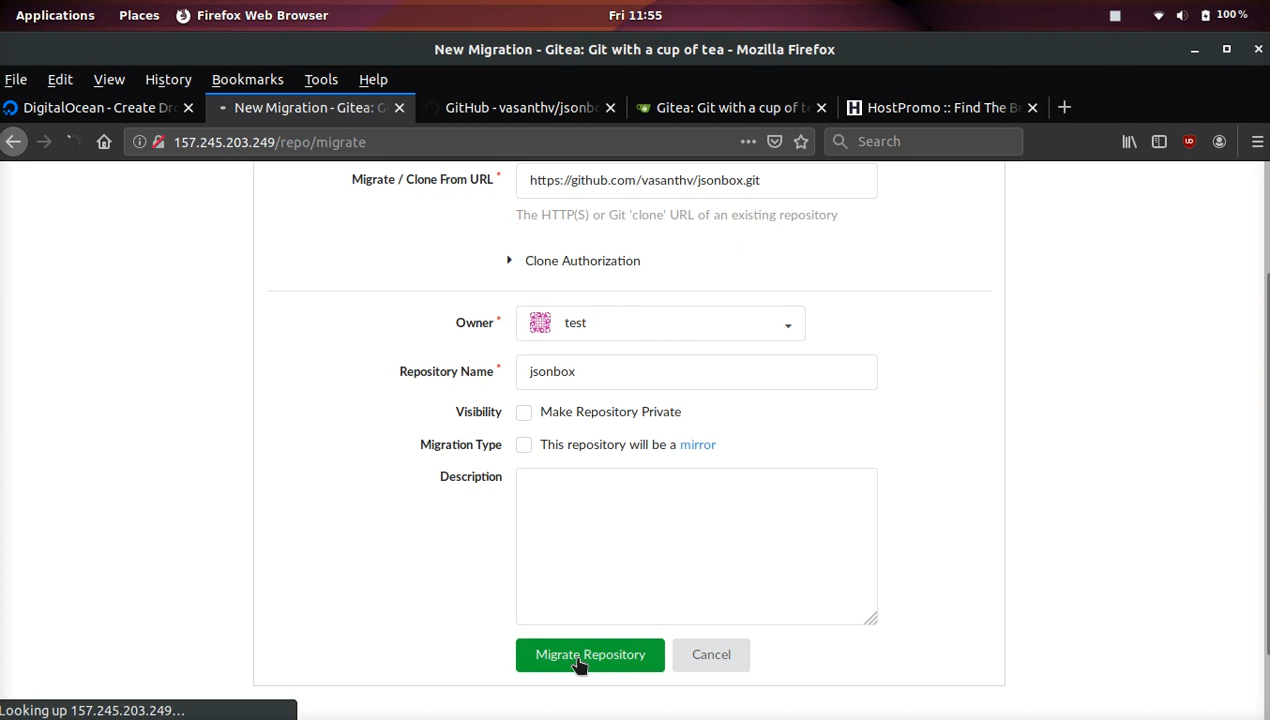 Applications Places Firefox Web Browser Fri 11:55 100 %
New Migration - Gitea: Git with a cup of tea - Mozilla Firefox
File Edit View History Bookmarks Tools Help
DigitalOcean - Create Dr New Migration - Gitea: G GitHub - vasanthv/jsonb Gitea: Git with a cup of te HostPromo :: Find The B
157.245.203.249/repo/migrate Search
Migrate / Clone From URL * https://github.com/vasanthv/jsonbox.git
The HTTP(S) or Git 'clone' URL of an existing repository
Clone Authorization
Owner * test
Repository Name * jsonbox
Visibility Make Repository Private
Migration Type This repository will be a mirror
Description
Migrate Repository Cancel
Looking up 157.245.203.249...